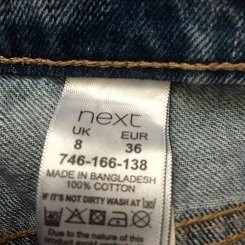 next
UK EUR
8 36
746-166-138
MADE IN BANGLADESH
100% COTTON
IF IT'S NOT DIRTY WASH AT 30
Due to the nature of this